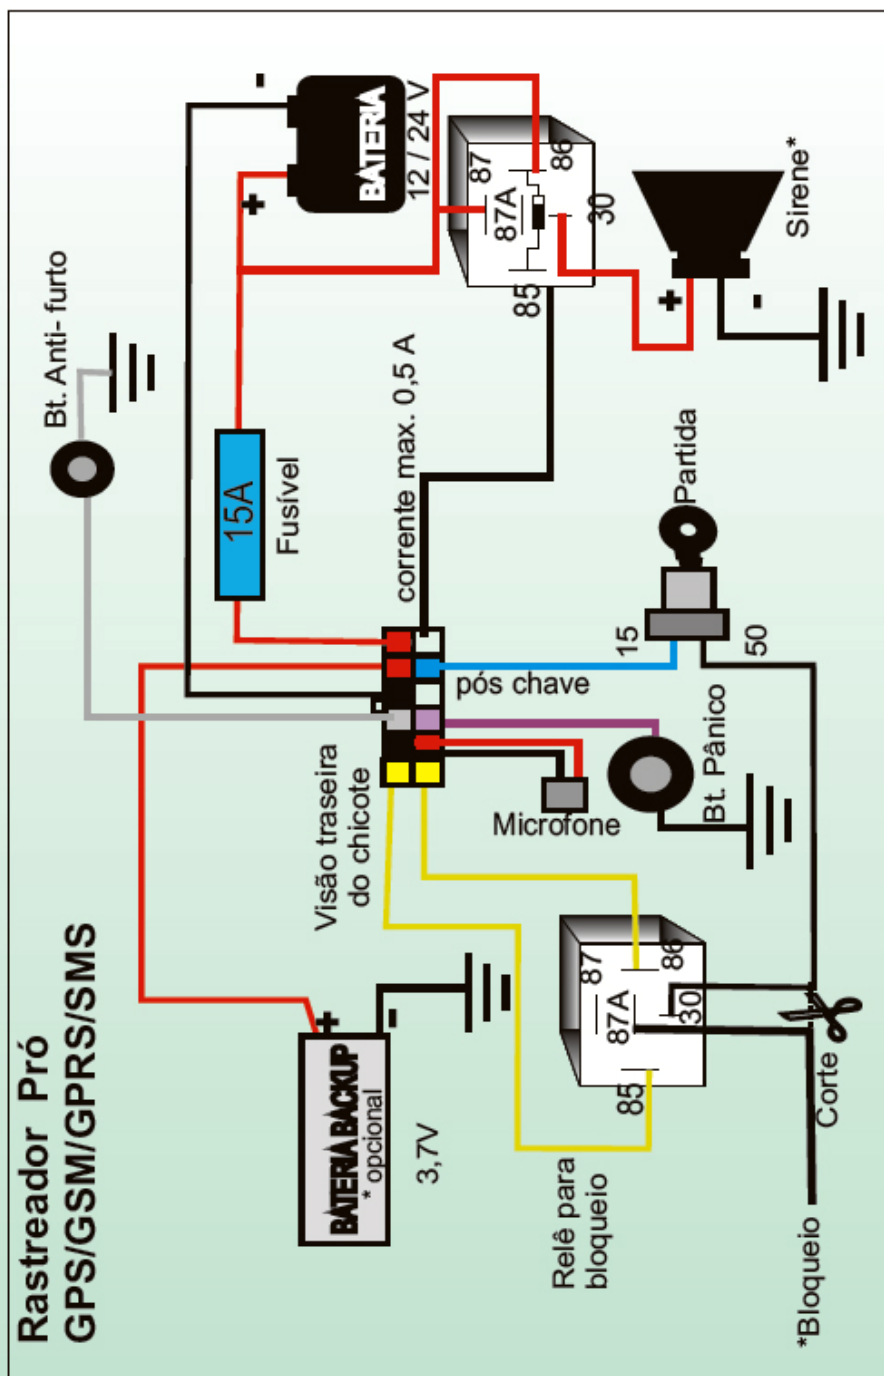 Rastreador Pró
GPS/GSM/GPRS/SMS
BATERIA BACKUP
* opcional
+
-
3,7V
Relê para
bloqueio
85
87A
87
30
86
*Bloqueio
Corte
Visão traseira
do chicote
Microfone
Bt. Pânico
pós chave
15
50
Partida
Bt. Anti- furto
15A
Fusível
corrente max. 0,5 A
-
+
BATERIA
12 / 24 V
85
87A
87
30
86
+
-
Sirene*